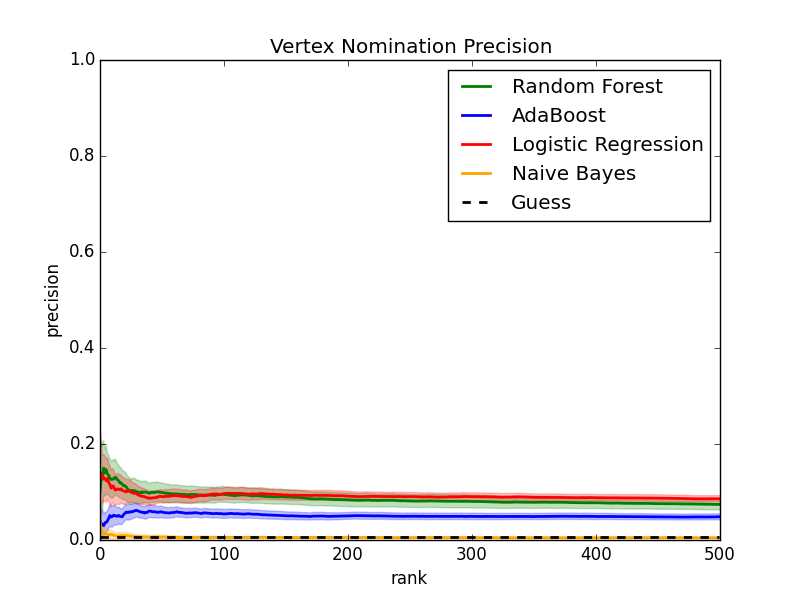 Vertex Nomination Precision
1.0
0.8
0.6
0.4
0.2
0.0
precision
Random Forest
AdaBoost
Logistic Regression
Naive Bayes
Guess
0 100 200 300 400 500
rank